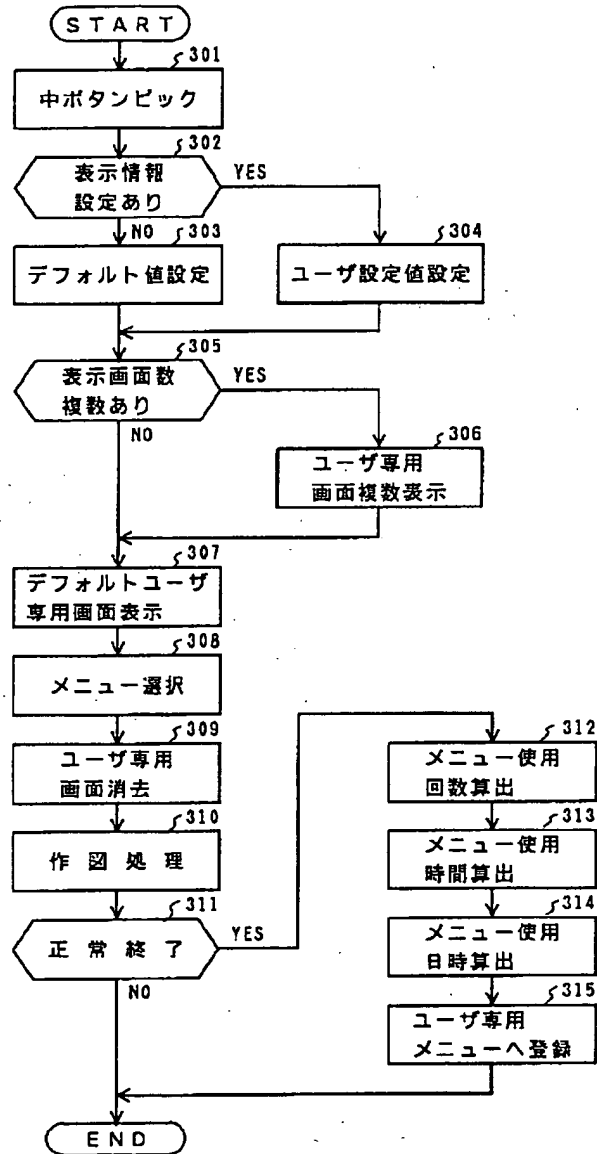 START
301
中ボタンピック
302
表示情報
設定あり
YES
NO
303
デフォルト値設定
304
ユーザ設定値設定
305
表示画面数
複数あり
YES
NO
306
ユーザ専用
画面複数表示
307
デフォルトユーザ
専用画面表示
308
メニュー選択
309
ユーザ専用
画面消去
310
作図処理
311
正常終了
YES
NO
312
メニュー使用
回数算出
313
メニュー使用
時間算出
314
メニュー使用
日時算出
315
ユーザ専用
メニューへ登録
END